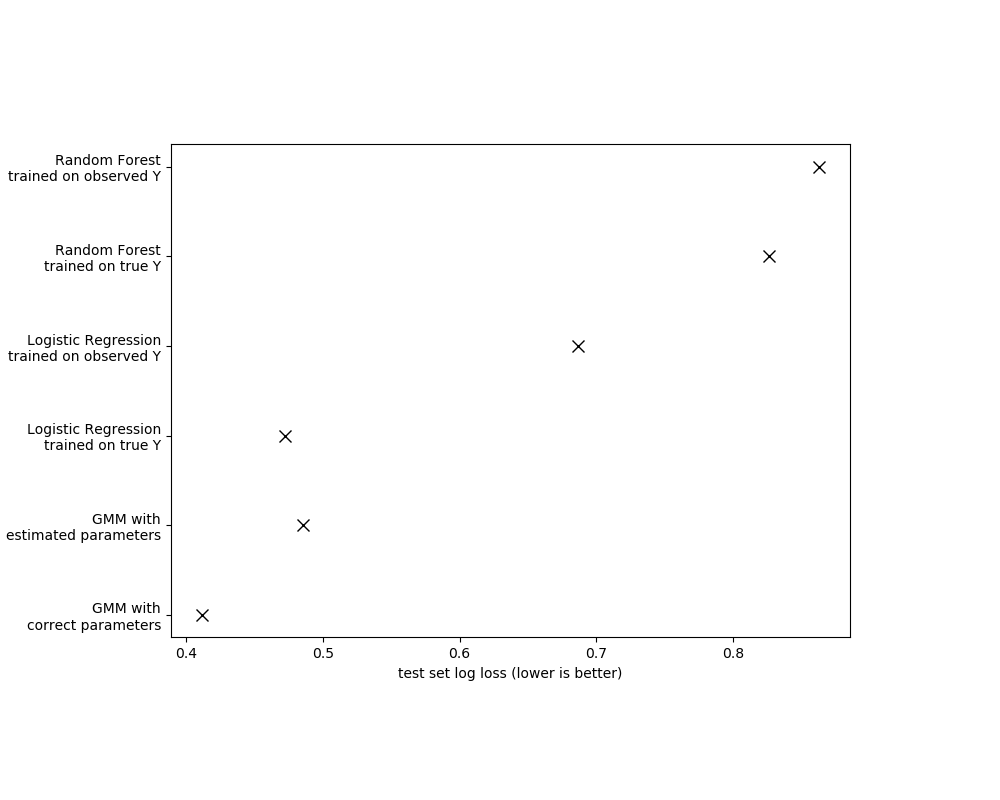 Random Forest
trained on observed Y
Random Forest
trained on true Y
Logistic Regression
trained on observed Y
Logistic Regression
trained on true Y
GMM with
estimated parameters
GMM with
correct parameters
0.4 0.5 0.6 0.7 0.8
test set log loss (lower is better)